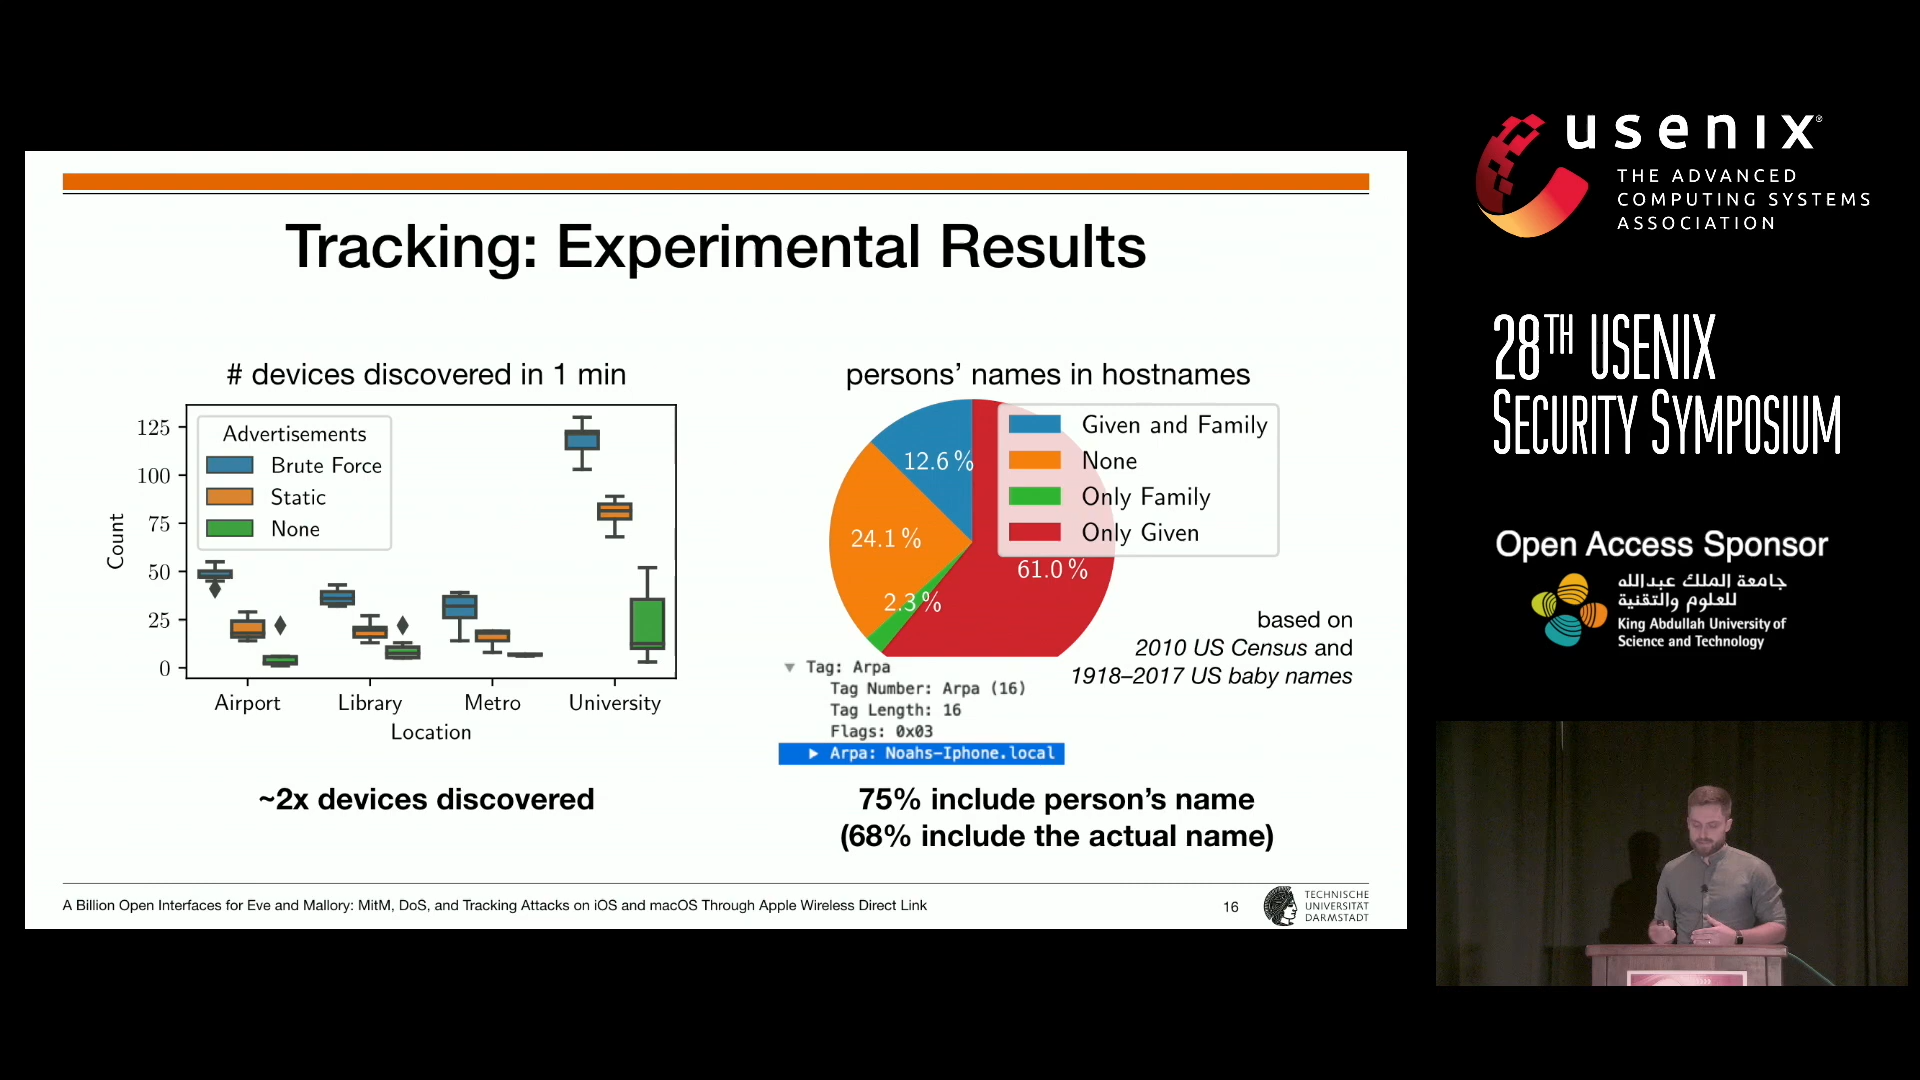 Tracking: Experimental Results
# devices discovered in 1 min
125
100
75
50
25
0
Count
Advertisements
Brute Force
Static
None
Airport
Library
Metro
University
Location
~2x devices discovered
persons' names in hostnames
Given and Family
None
Only Family
Only Given
12.6 %
24.1 %
2.3 %
61.0 %
based on
2010 US Census and
1918–2017 US baby names
Tag: Arpa
Tag Number: Arpa (16)
Tag Length: 16
Flags: 0x03
Arpa: Noahs-Iphone.local
75% include person's name
(68% include the actual name)
A Billion Open Interfaces for Eve and Mallory: MitM, DoS, and Tracking Attacks on iOS and macOS Through Apple Wireless Direct Link
16
TECHNISCHE
UNIVERSITÄT
DARMSTADT
usenix®
THE ADVANCED
COMPUTING SYSTEMS
ASSOCIATION
28TH USENIX
SECURITY SYMPOSIUM
Open Access Sponsor
جامعة الملك عبدالله
للعلوم والتقنية
King Abdullah University of
Science and Technology